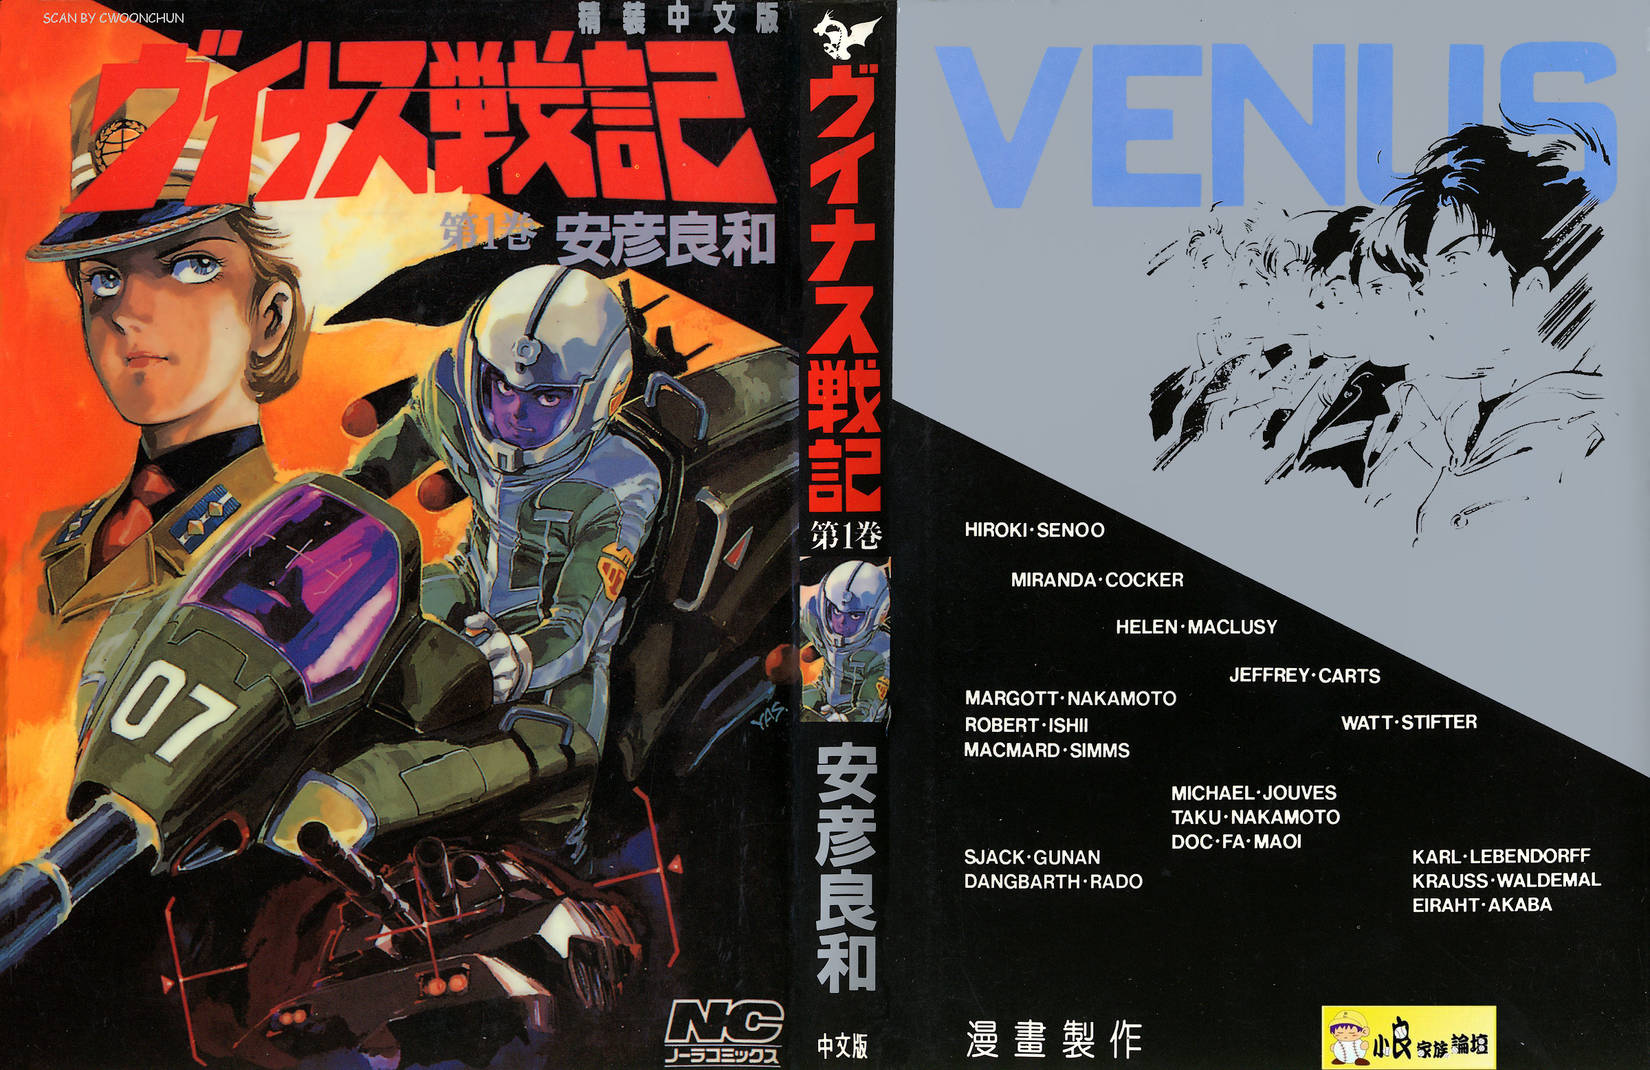 SCAN BY CWOONCHUN
精装中文版
ヴイナス戦記
第1巻 安彦良和
07
07
YAS.
NC
ノーラコミックス
ヴイナス戦記
第1巻
安彦良和
中文版
VENUS
HIROKI·SENOO
MIRANDA·COCKER
HELEN·MACLUSY
JEFFREY·CARTS
MARGOTT·NAKAMOTO
ROBERT·ISHII
WATT·STIFTER
MACMARD·SIMMS
MICHAEL·JOUVES
TAKU·NAKAMOTO
DOC·FA·MAOI
SJACK·GUNAN
KARL·LEBENDORFF
DANGBARTH·RADO
KRAUSS·WALDEMAL
EIRAHT·AKABA
漫畫製作
小良家族論壇